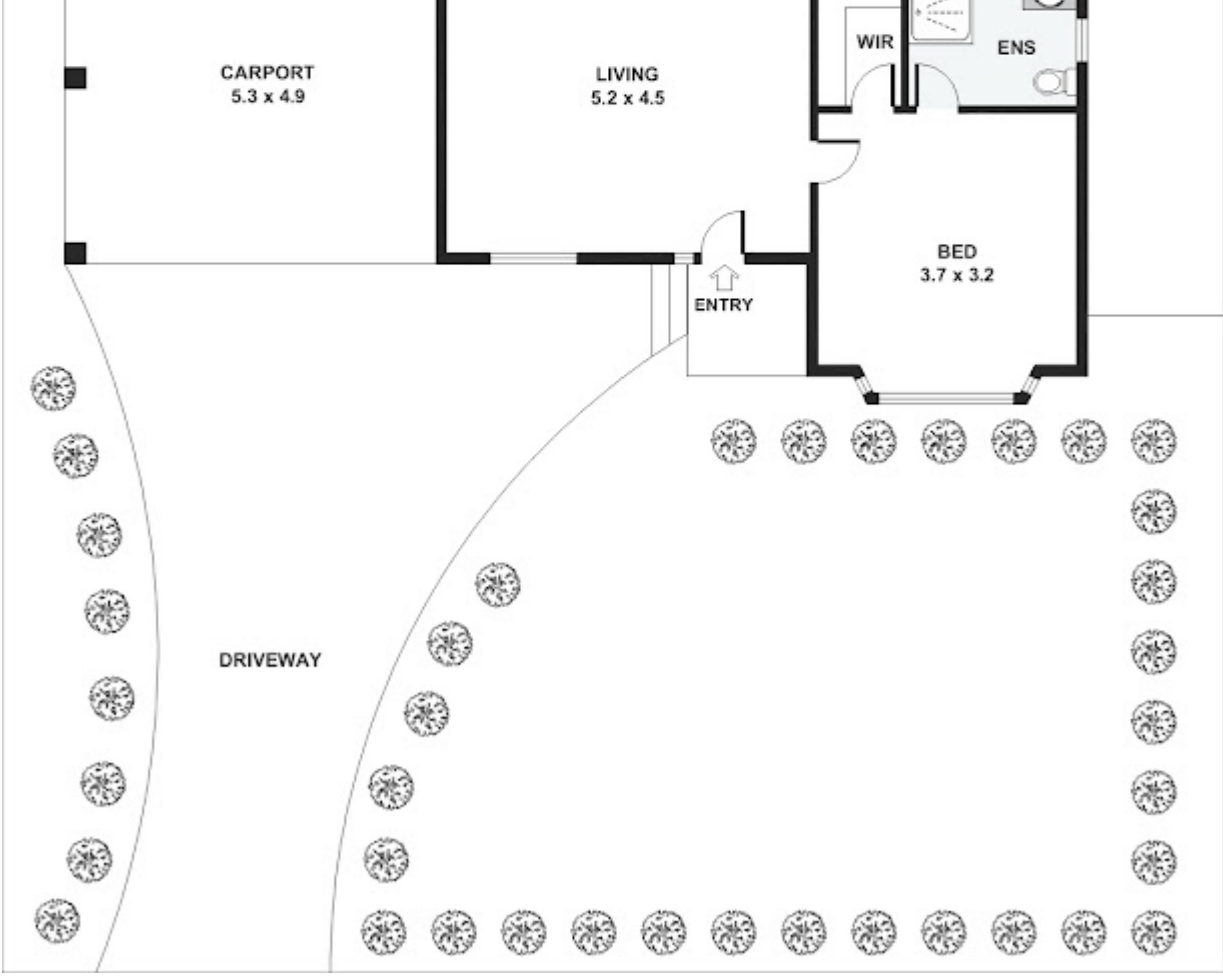 CARPORT
5.3 x 4.9
LIVING
5.2 x 4.5
WIR
ENS
BED
3.7 x 3.2
ENTRY
DRIVEWAY